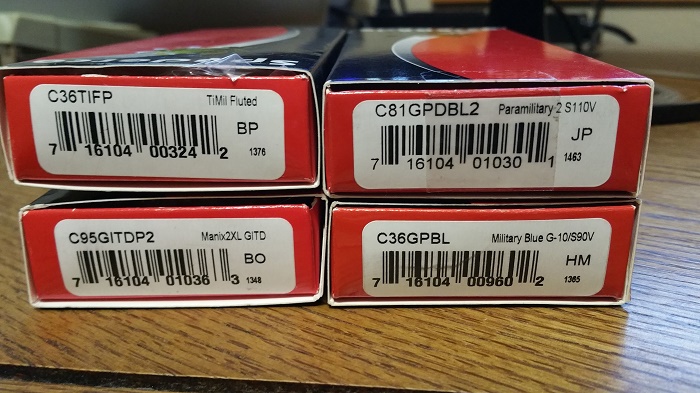 C36TIFP
TiMil Fluted
BP
7 16104 00324 2
1376
C81GPDBL2
Paramilitary 2 S110V
JP
7 16104 01030 1
1463
C95GITDP2
Manix2XL GITD
BO
7 16104 01036 3
1348
C36GPBL
Military Blue G-10/S90V
HM
7 16104 00960 2
1365